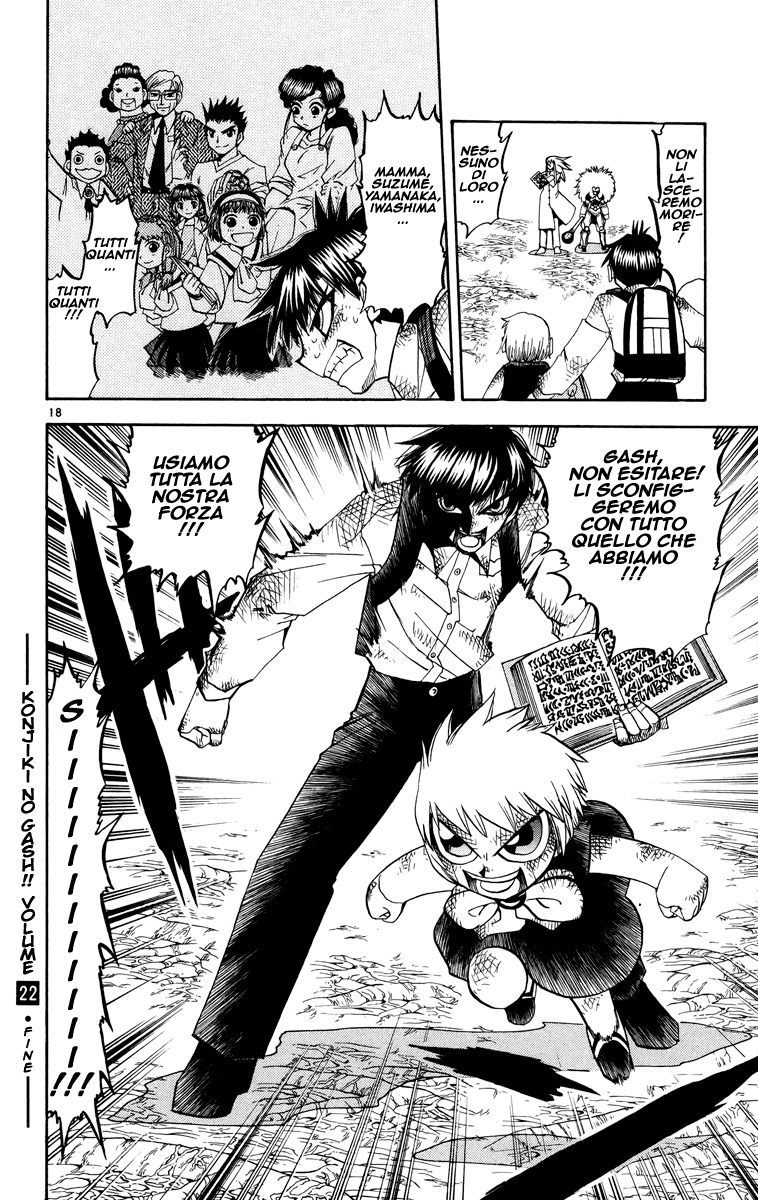 NON
LI
LA-
SCE-
REMO
MORI-
RE
!
NES-
SUNO
DI
LORO
...
MAMMA,
SUZUME,
YAMANAKA,
IWASHIMA
...
TUTTI
QUANTI
...
TUTTI
QUANTI
!!!
18
GASH,
NON ESITARE!
LI SCONFIG-
GEREMO
CON TUTTO
QUELLO CHE
ABBIAMO
!!!
USIAMO
TUTTA LA
NOSTRA
FORZA
!!!
SIIIIIIIIIII!!!
KONJIKI NO GASH!! VOLUME 22 • FINE